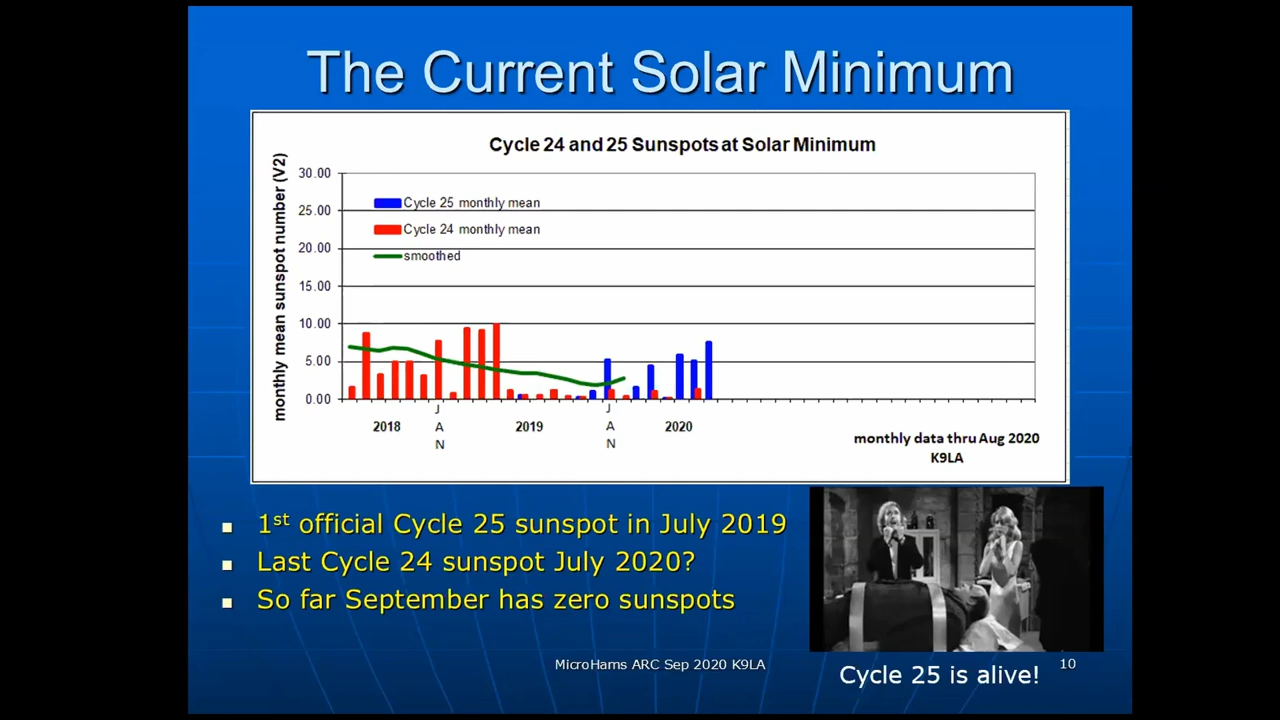 The Current Solar Minimum
Cycle 24 and 25 Sunspots at Solar Minimum
monthly mean sunspot number (V2)
30.00
25.00
20.00
15.00
10.00
5.00
0.00
Cycle 25 monthly mean
Cycle 24 monthly mean
smoothed
2018
J
A
N
2019
J
A
N
2020
monthly data thru Aug 2020
K9LA
1st official Cycle 25 sunspot in July 2019
Last Cycle 24 sunspot July 2020?
So far September has zero sunspots
MicroHams ARC Sep 2020 K9LA
Cycle 25 is alive!
10